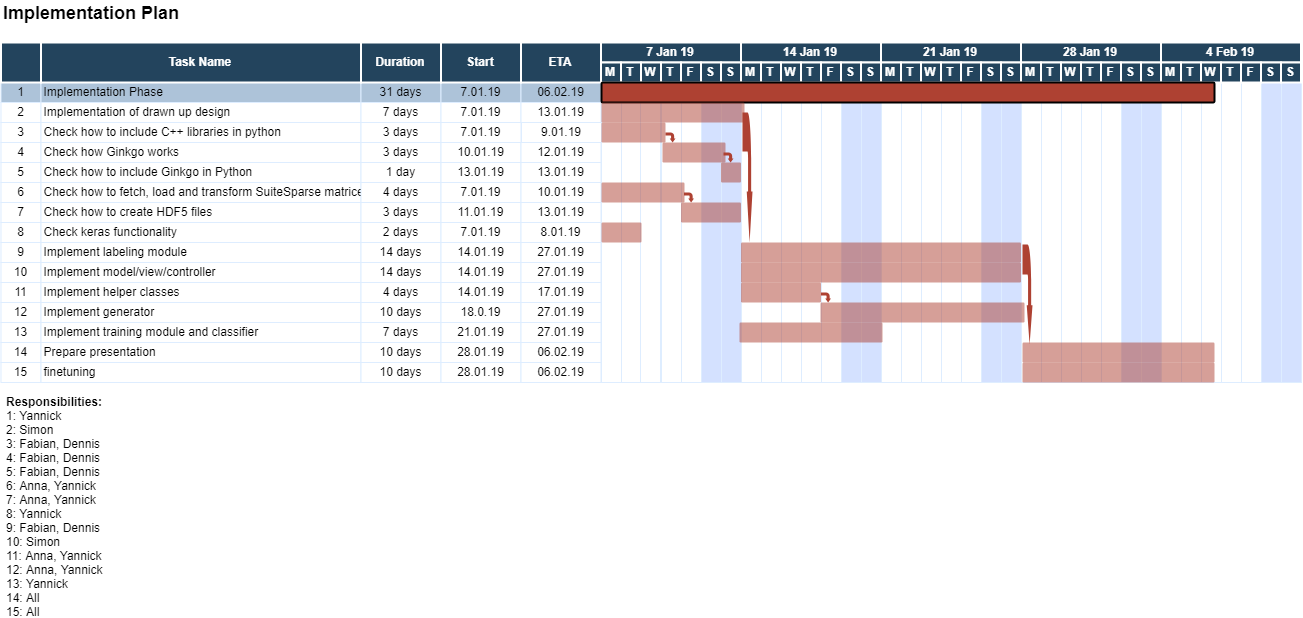 Implementation Plan
Task Name Duration Start ETA 7 Jan 19 14 Jan 19 21 Jan 19 28 Jan 19 4 Feb 19
M T W T F S S M T W T F S S M T W T F S S M T W T F S S M T W T F S S
1 Implementation Phase 31 days 7.01.19 06.02.19
2 Implementation of drawn up design 7 days 7.01.19 13.01.19
3 Check how to include C++ libraries in python 3 days 7.01.19 9.01.19
4 Check how Ginkgo works 3 days 10.01.19 12.01.19
5 Check how to include Ginkgo in Python 1 day 13.01.19 13.01.19
6 Check how to fetch, load and transform SuiteSparse matrice 4 days 7.01.19 10.01.19
7 Check how to create HDF5 files 3 days 11.01.19 13.01.19
8 Check keras functionality 2 days 7.01.19 8.01.19
9 Implement labeling module 14 days 14.01.19 27.01.19
10 Implement model/view/controller 14 days 14.01.19 27.01.19
11 Implement helper classes 4 days 14.01.19 17.01.19
12 Implement generator 10 days 18.0.19 27.01.19
13 Implement training module and classifier 7 days 21.01.19 27.01.19
14 Prepare presentation 10 days 28.01.19 06.02.19
15 finetuning 10 days 28.01.19 06.02.19
Responsibilities:
1: Yannick
2: Simon
3: Fabian, Dennis
4: Fabian, Dennis
5: Fabian, Dennis
6: Anna, Yannick
7: Anna, Yannick
8: Yannick
9: Fabian, Dennis
10: Simon
11: Anna, Yannick
12: Anna, Yannick
13: Yannick
14: All
15: All